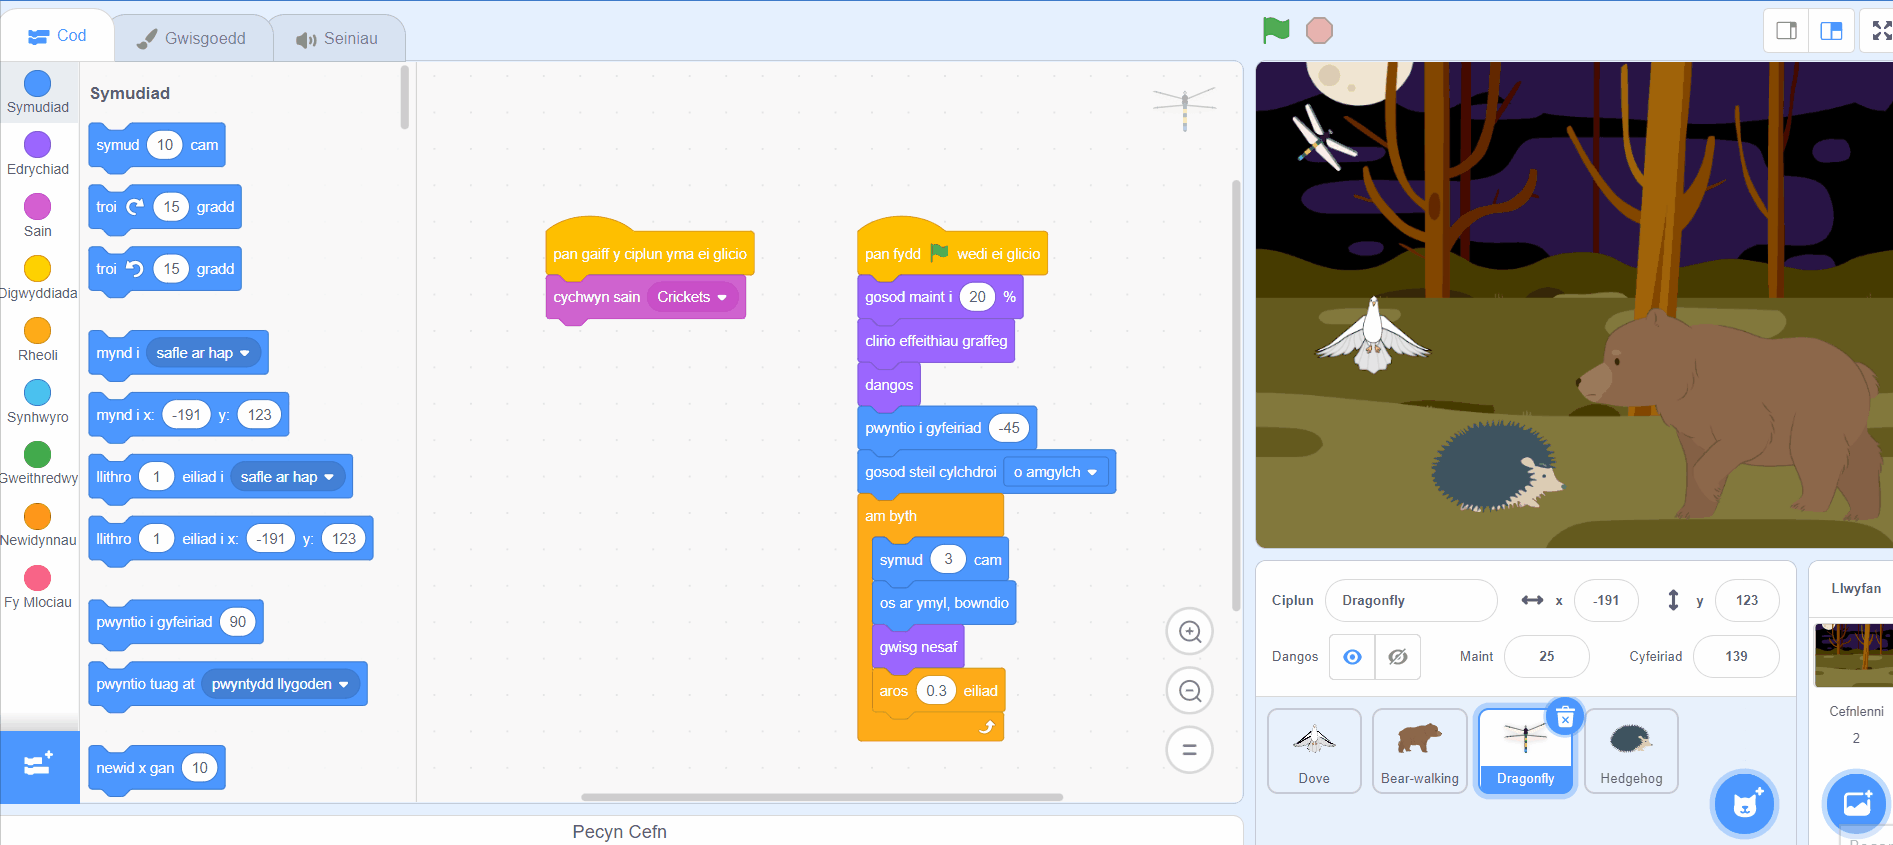 Cod
Gwisgoedd
Seiniau
Symudiad
Edrychiad
Sain
Digwyddiada
Rheoli
Synhwyro
Gweithredwy
Newidynnau
Fy Mlociau
Symudiad
symud 10 cam
troi 15 gradd
troi 15 gradd
mynd i safle ar hap
mynd i x: -191 y: 123
llithro 1 eiliad i safle ar hap
llithro 1 eiliad i x: -191 y: 123
pwyntio i gyfeiriad 90
pwyntio tuag at pwyntydd llygoden
newid x gan 10
pan gaiff y ciplun yma ei glicio
cychwyn sain Crickets
pan fydd wedi ei glicio
gosod maint i 20 %
clirio effeithiau graffeg
dangos
pwyntio i gyfeiriad -45
gosod steil cylchdroi o amgylch
am byth
symud 3 cam
os ar ymyl, bowndio
gwisg nesaf
aros 0.3 eiliad
Pecyn Cefn
Ciplun Dragonfly x -191 y 123
Dangos Maint 25 Cyfeiriad 139
Dove
Bear-walking
Dragonfly
Hedgehog
Llwyfan
Cefnlenni
2